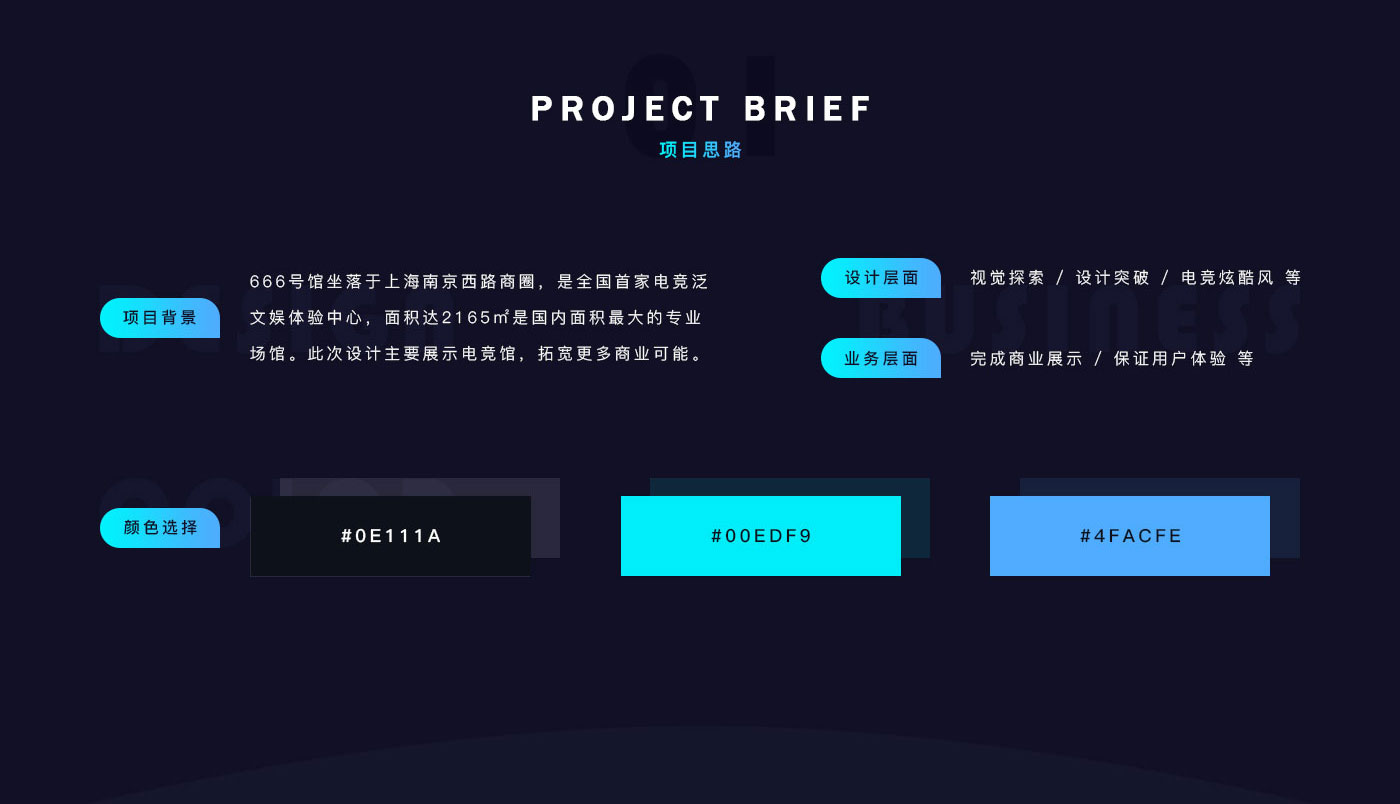 01
PROJECT BRIEF
项目思路
DESIGN
项目背景
666号馆坐落于上海南京西路商圈，是全国首家电竞泛
文娱体验中心，面积达2165㎡是国内面积最大的专业
场馆。此次设计主要展示电竞馆，拓宽更多商业可能。
BUSINESS
设计层面
视觉探索 / 设计突破 / 电竞炫酷风 等
业务层面
完成商业展示 / 保证用户体验 等
COLOR
颜色选择
#0E111A
#00EDF9
#4FACFE